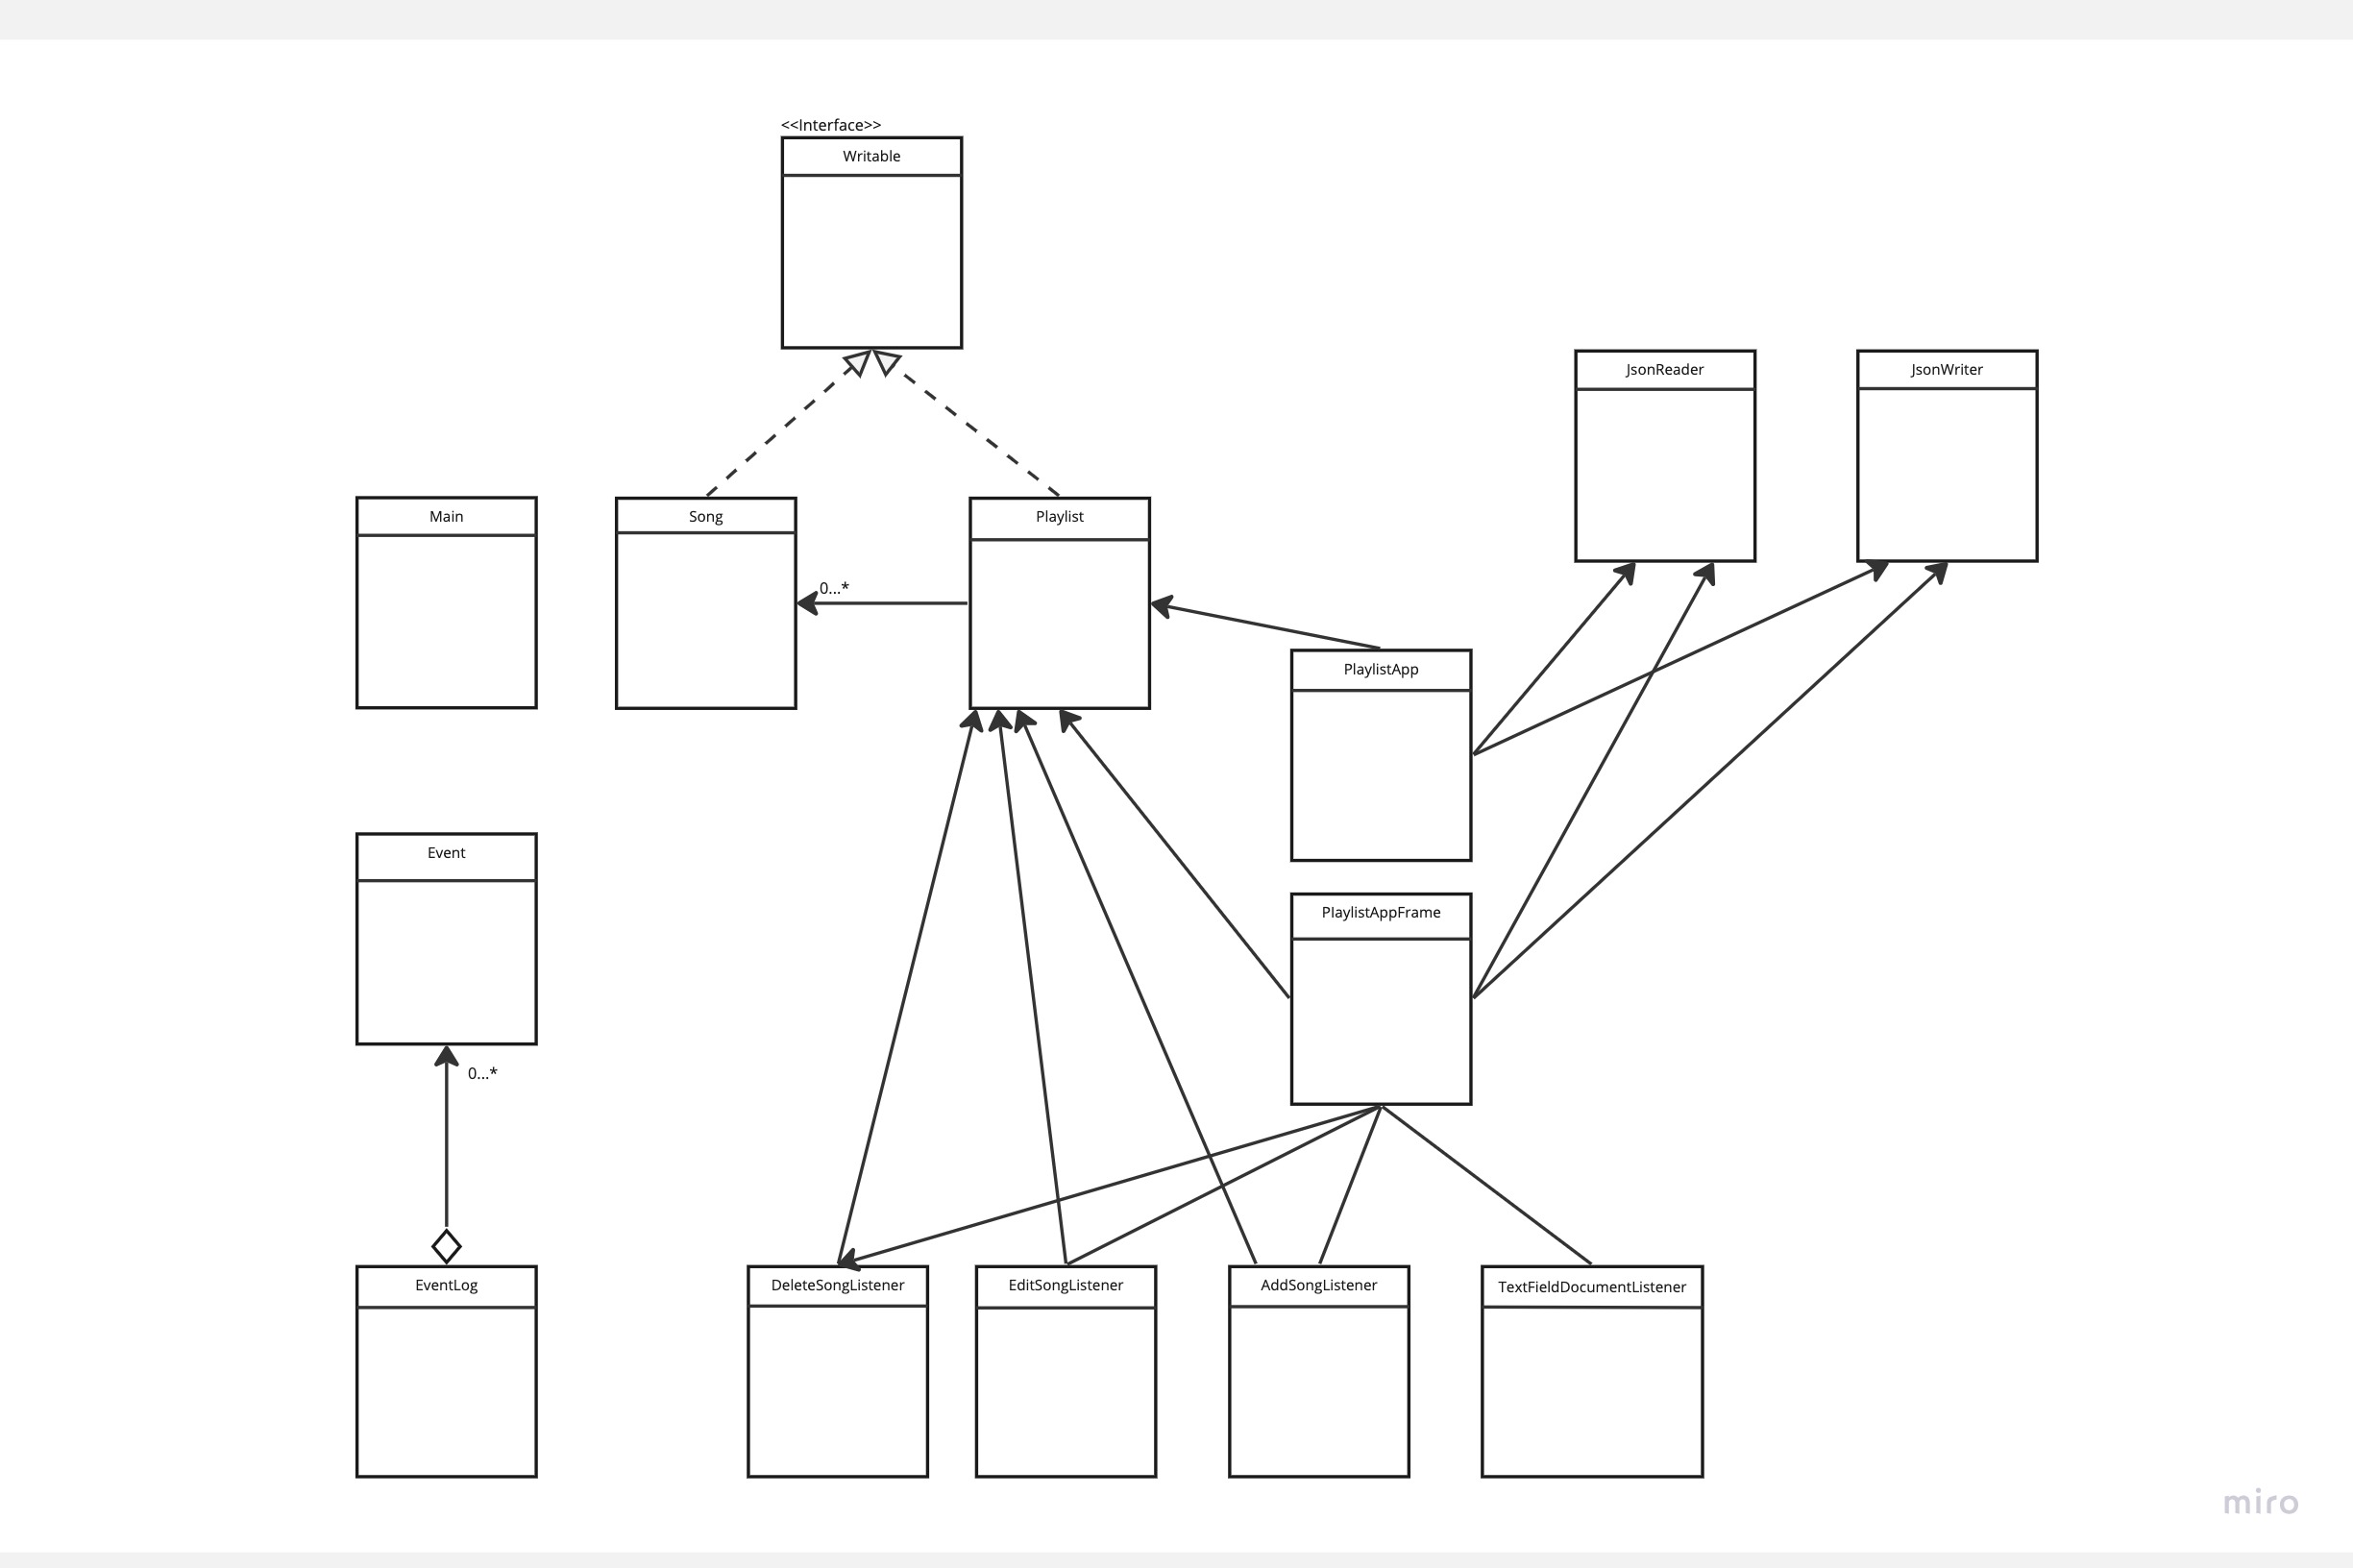 <<Interface>>
Writable
JsonReader
JsonWriter
Main
Song
Playlist
0...*
PlaylistApp
Event
PlaylistAppFrame
0...*
EventLog
DeleteSongListener
EditSongListener
AddSongListener
TextFieldDocumentListener
miro